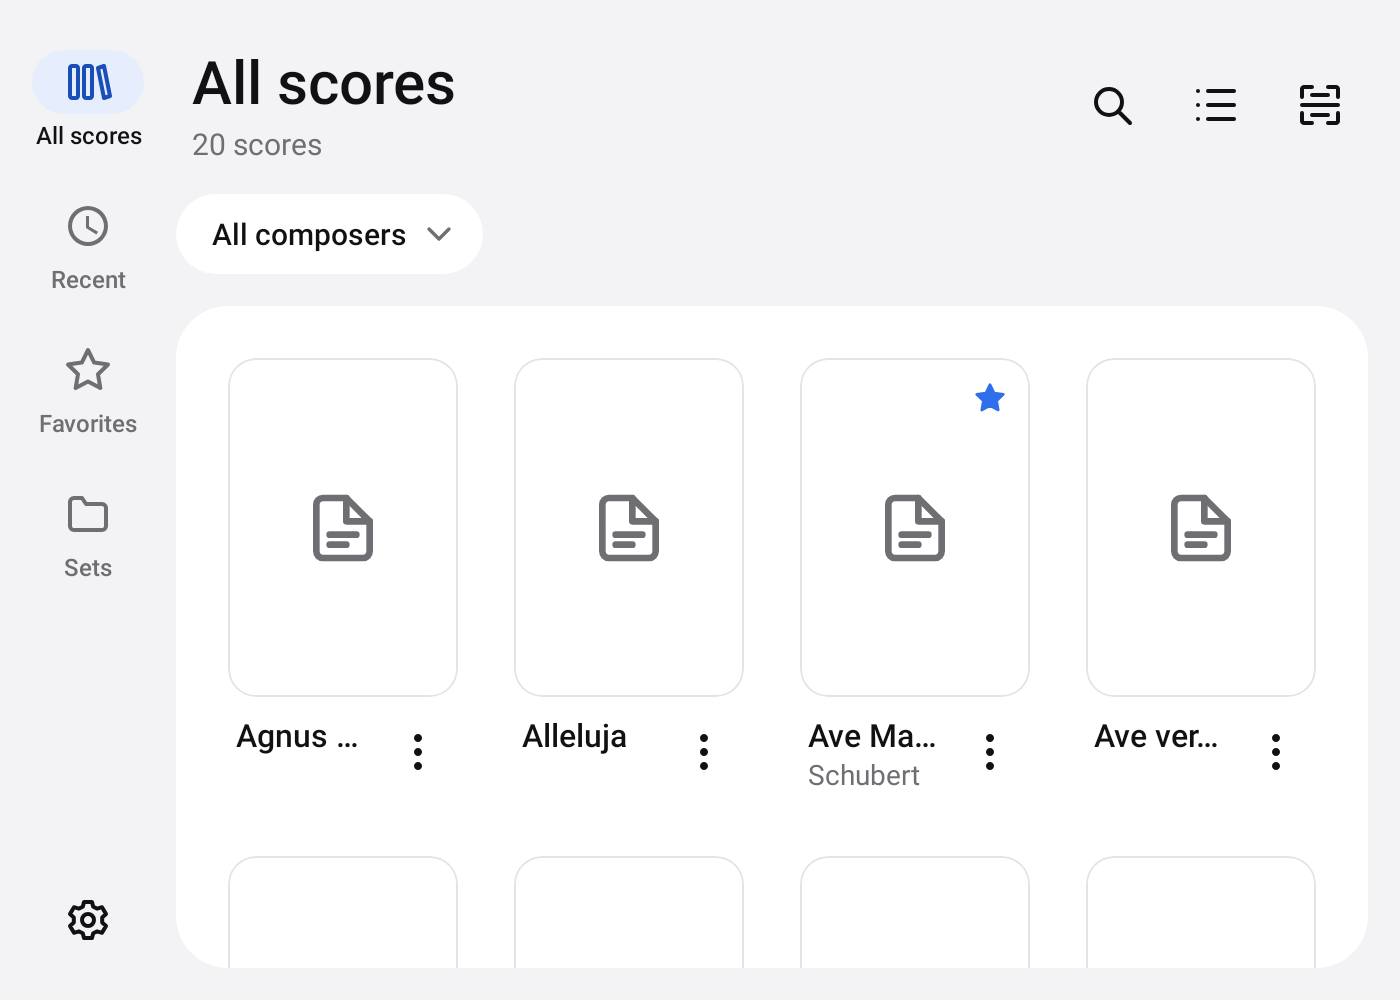 All scores
20 scores
All scores
Recent
Favorites
Sets
All composers
Agnus ...
Alleluja
Ave Ma...
Schubert
Ave ver...